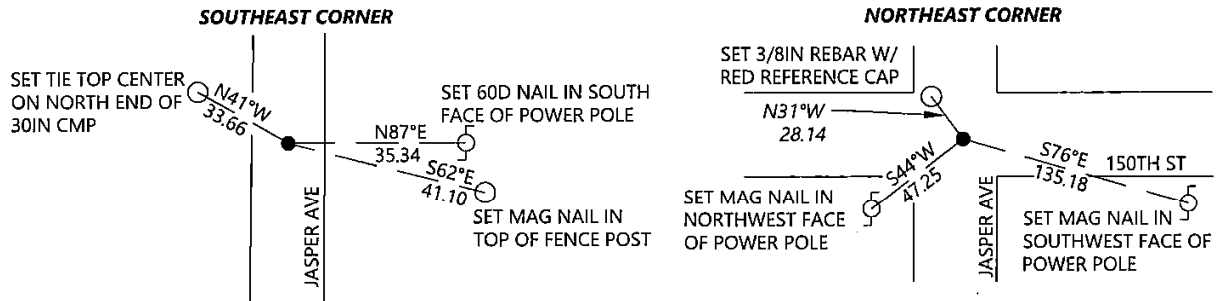 SOUTHEAST CORNER
SET TIE TOP CENTER
ON NORTH END OF
30IN CMP
N41°W
33.66
SET 60D NAIL IN SOUTH
FACE OF POWER POLE
N87°E
35.34
S62°E
41.10
SET MAG NAIL IN
TOP OF FENCE POST
JASPER AVE
NORTHEAST CORNER
SET 3/8IN REBAR W/
RED REFERENCE CAP
N31°W
28.14
S44°W
47.25
S76°E
135.18
150TH ST
SET MAG NAIL IN
NORTHWEST FACE
OF POWER POLE
JASPER AVE
SET MAG NAIL IN
SOUTHWEST FACE OF
POWER POLE